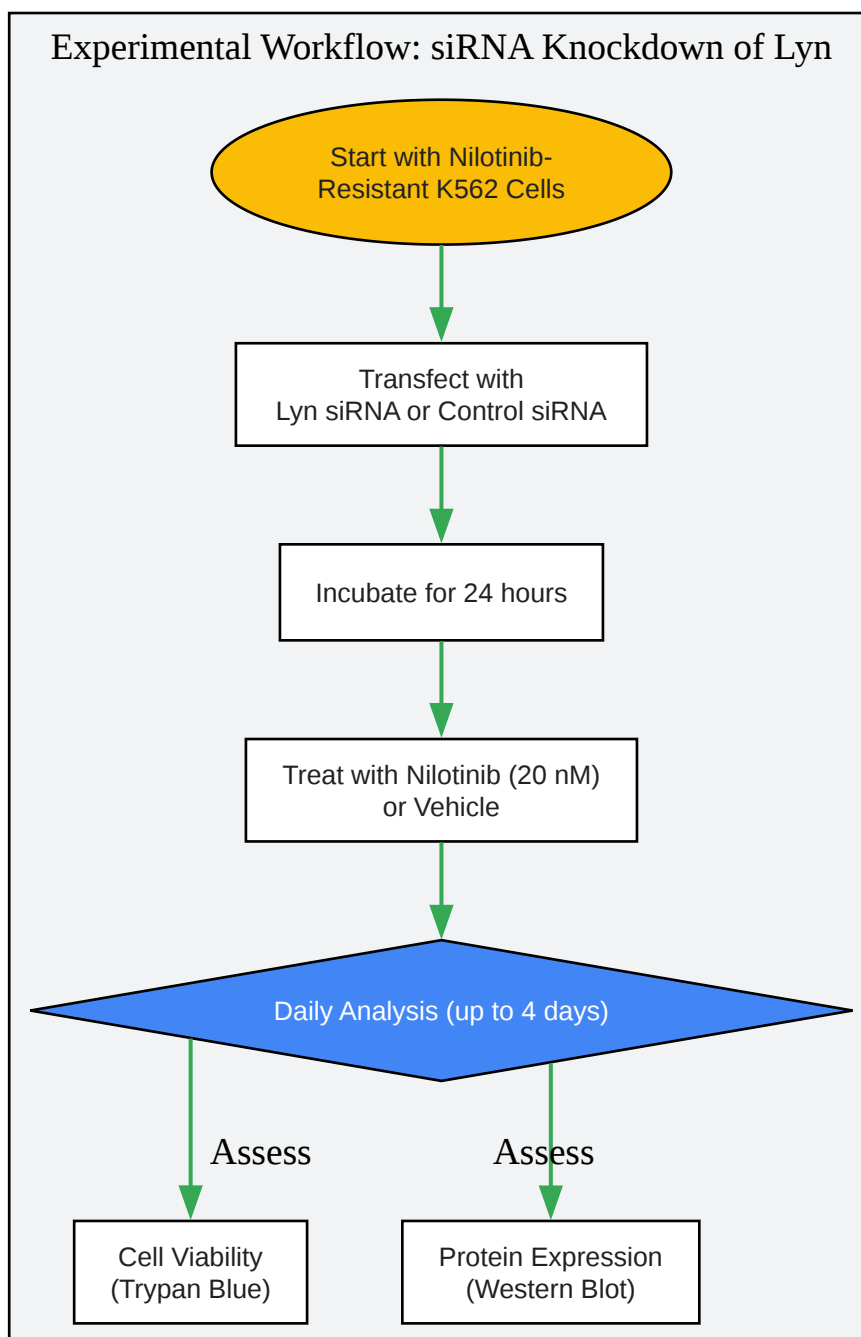 Experimental Workflow: siRNA Knockdown of Lyn
Start with Nilotinib-
Resistant K562 Cells
Transfect with
Lyn siRNA or Control siRNA
Incubate for 24 hours
Treat with Nilotinib (20 nM)
or Vehicle
Daily Analysis (up to 4 days)
Assess
Assess
Cell Viability
(Trypan Blue)
Protein Expression
(Western Blot)